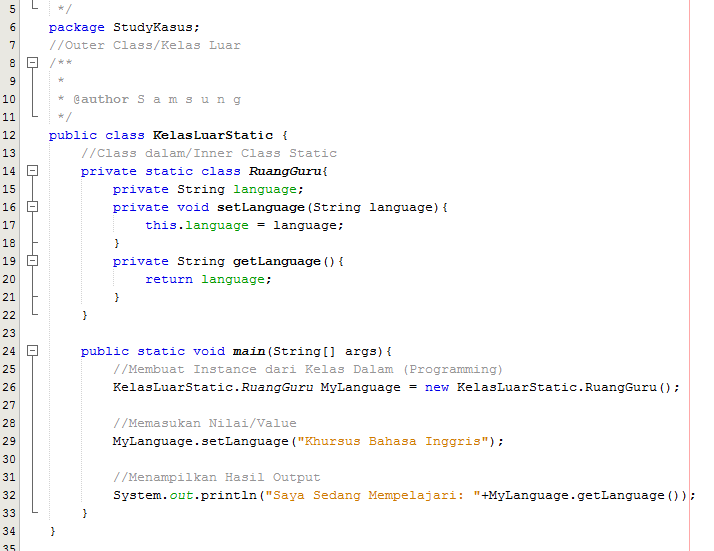 5 */
6 package StudyKasus;
7 //Outer Class/Kelas Luar
8 /**
9 *
10 * @author S a m s u n g
11 */
12 public class KelasLuarStatic {
13 //Class dalam/Inner Class Static
14 private static class RuangGuru{
15 private String language;
16 private void setLanguage(String language){
17 this.language = language;
18 }
19 private String getLanguage(){
20 return language;
21 }
22 }
23
24 public static void main(String[] args){
25 //Membuat Instance dari Kelas Dalam (Programming)
26 KelasLuarStatic.RuangGuru MyLanguage = new KelasLuarStatic.RuangGuru();
27
28 //Memasukan Nilai/Value
29 MyLanguage.setLanguage("Khursus Bahasa Inggris");
30
31 //Menampilkan Hasil Output
32 System.out.println("Saya Sedang Mempelajari: "+MyLanguage.getLanguage());
33 }
34 }
35